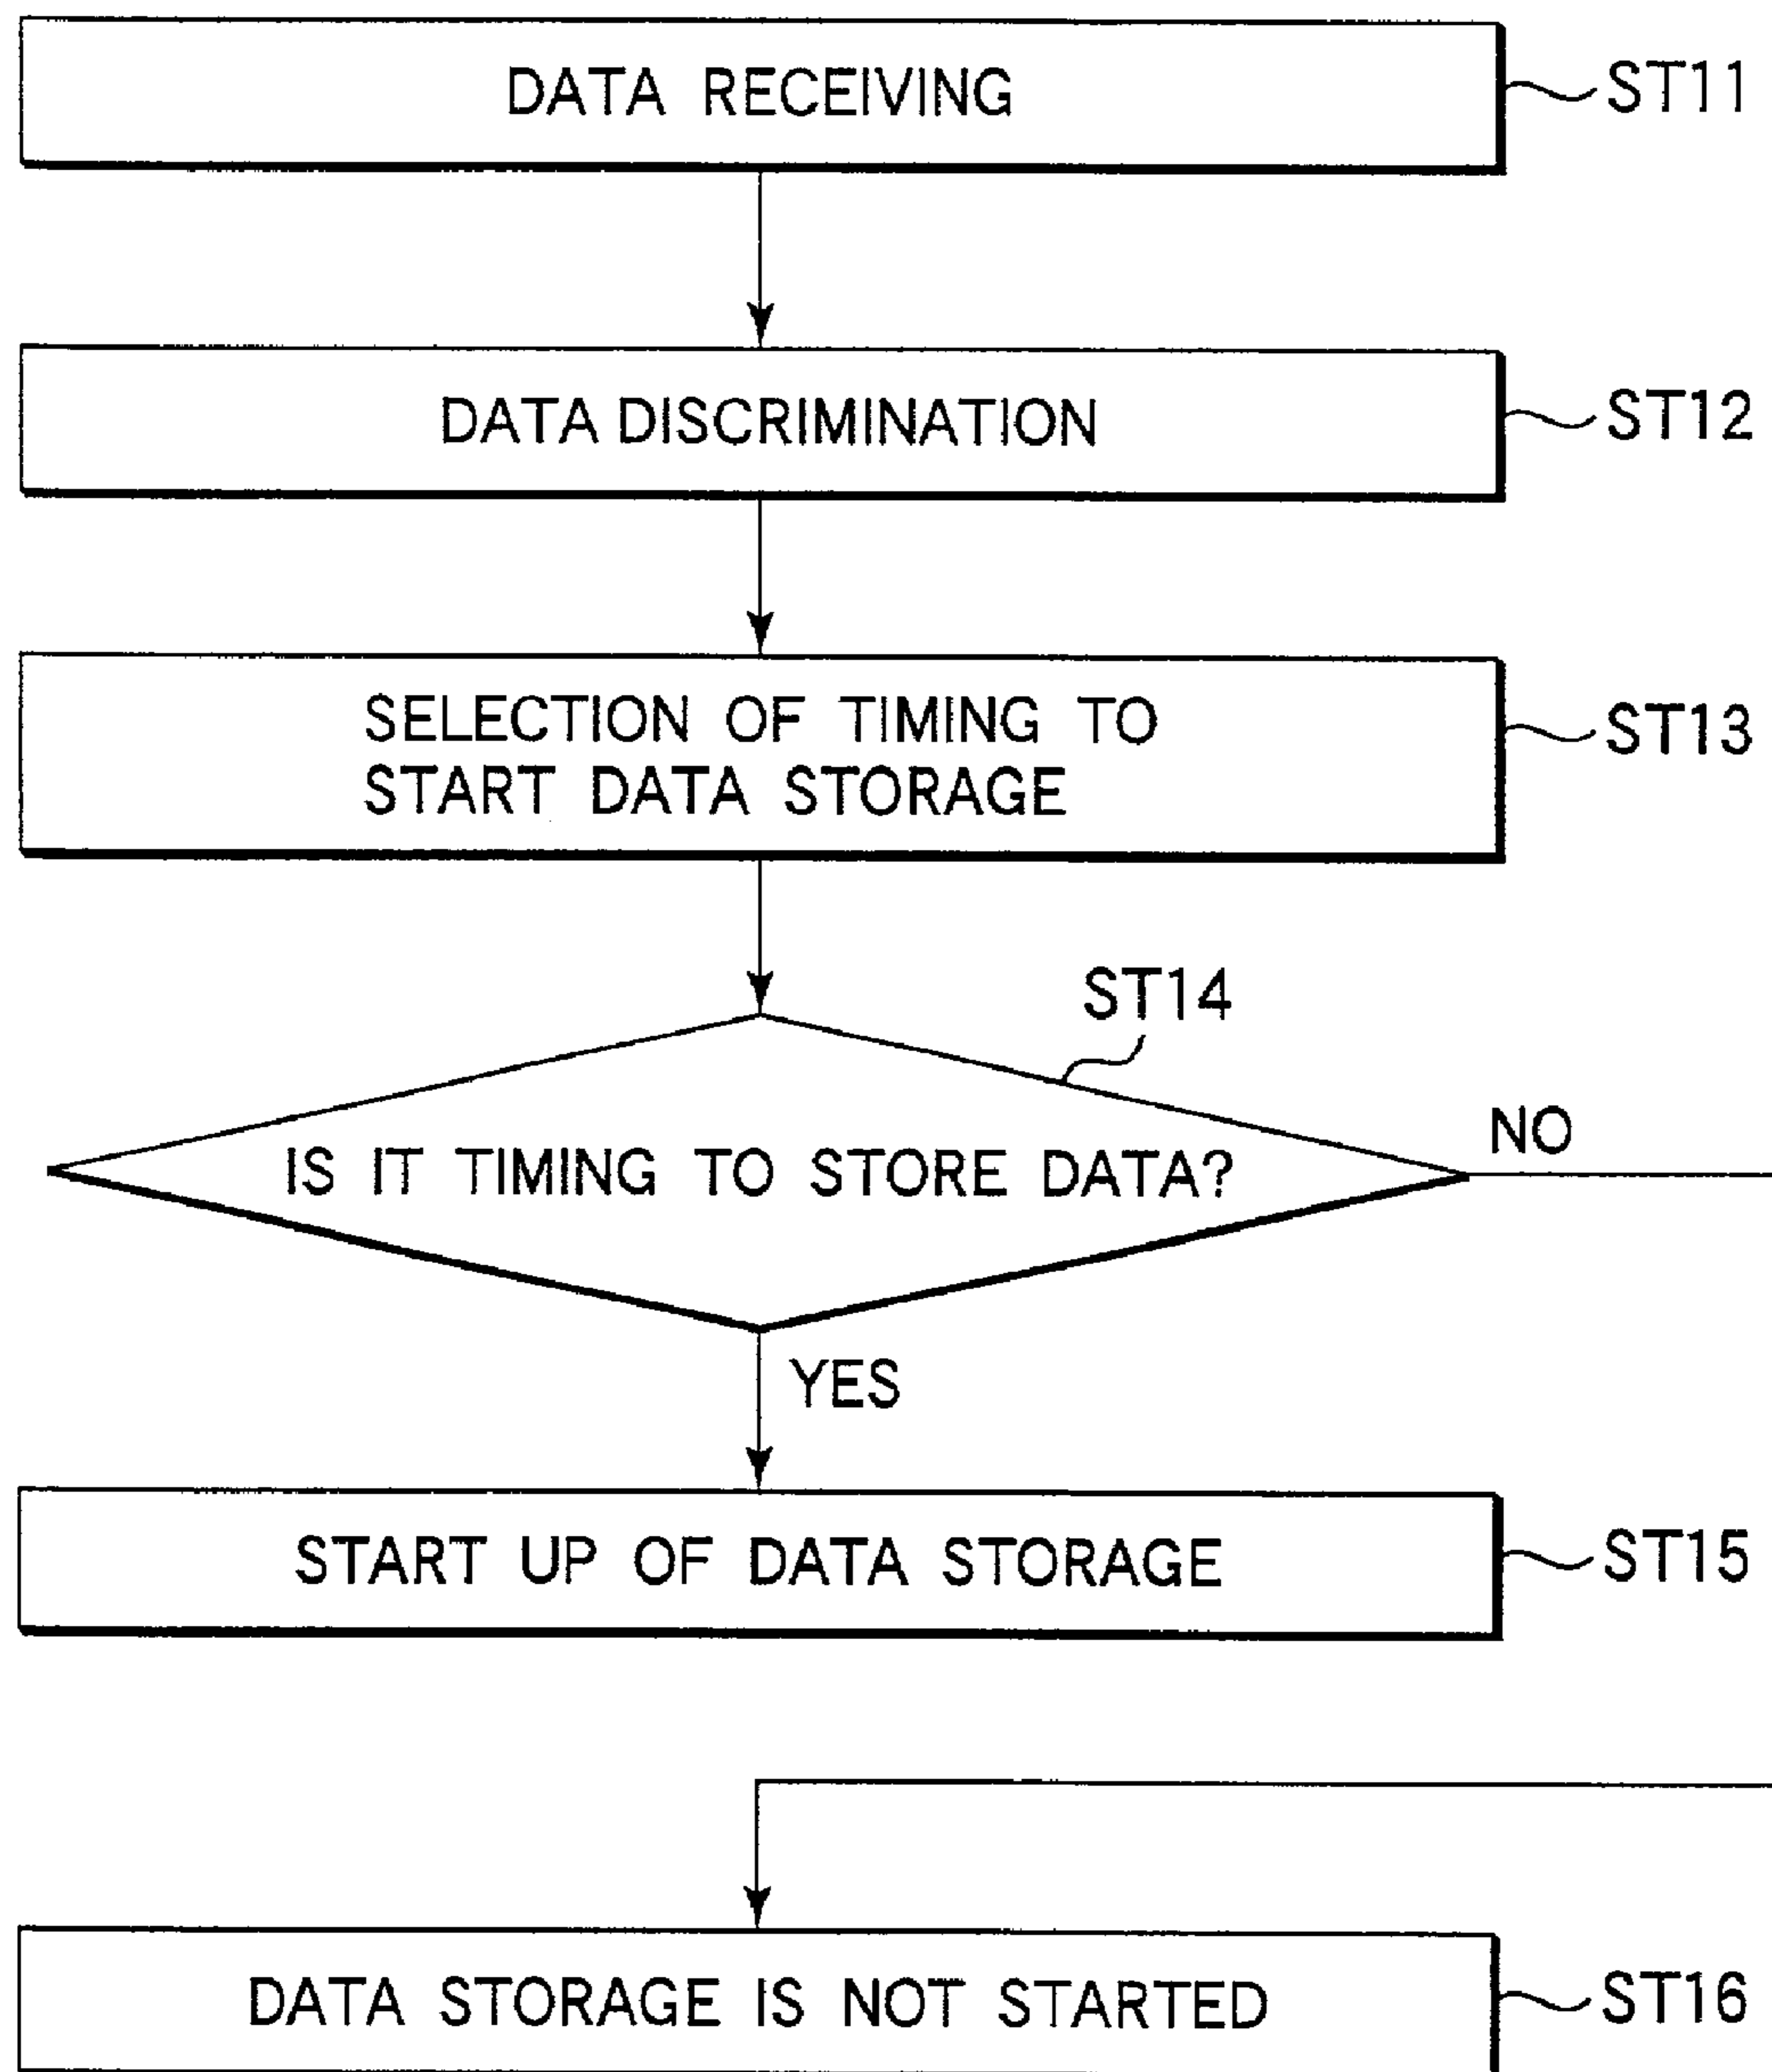 DATA RECEIVING
ST11
DATA DISCRIMINATION
ST12
SELECTION OF TIMING TO
START DATA STORAGE
ST13
ST14
IS IT TIMING TO STORE DATA?
NO
YES
START UP OF DATA STORAGE
ST15
DATA STORAGE IS NOT STARTED
ST16